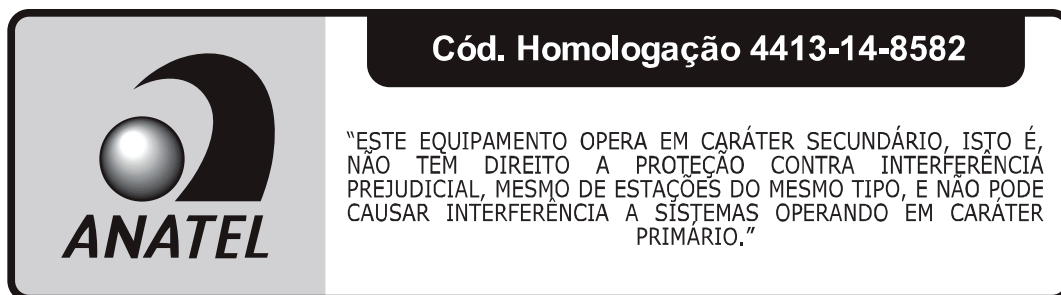 Cód. Homologação 4413-14-8582
ANATEL
“ESTE EQUIPAMENTO OPERA EM CARÁTER SECUNDÁRIO, ISTO É,
NÃO TEM DIREITO A PROTEÇÃO CONTRA INTERFERÊNCIA
PREJUDICIAL, MESMO DE ESTAÇÕES DO MESMO TIPO, E NÃO PODE
CAUSAR INTERFERÊNCIA A SISTEMAS OPERANDO EM CARÁTER
PRIMÁRIO.”